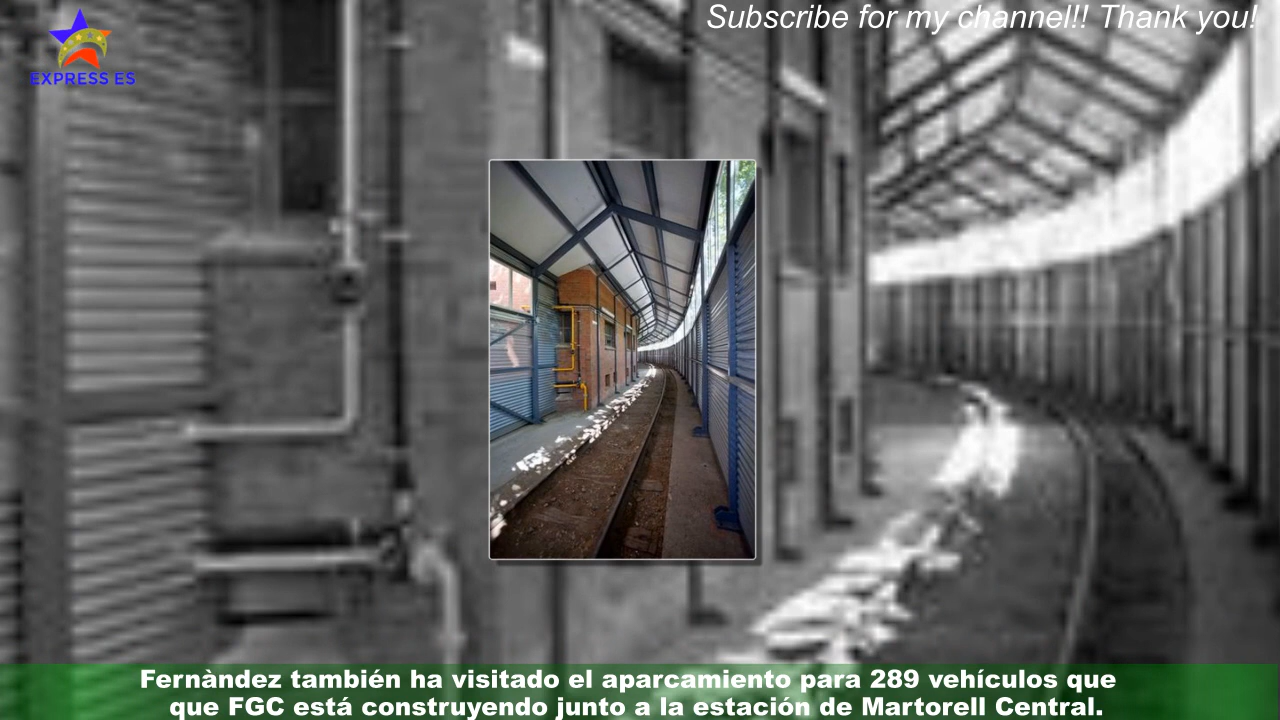 Subscribe for my channel!! Thank you!
EXPRESS ES
Fernàndez también ha visitado el aparcamiento para 289 vehículos que
que FGC está construyendo junto a la estación de Martorell Central.